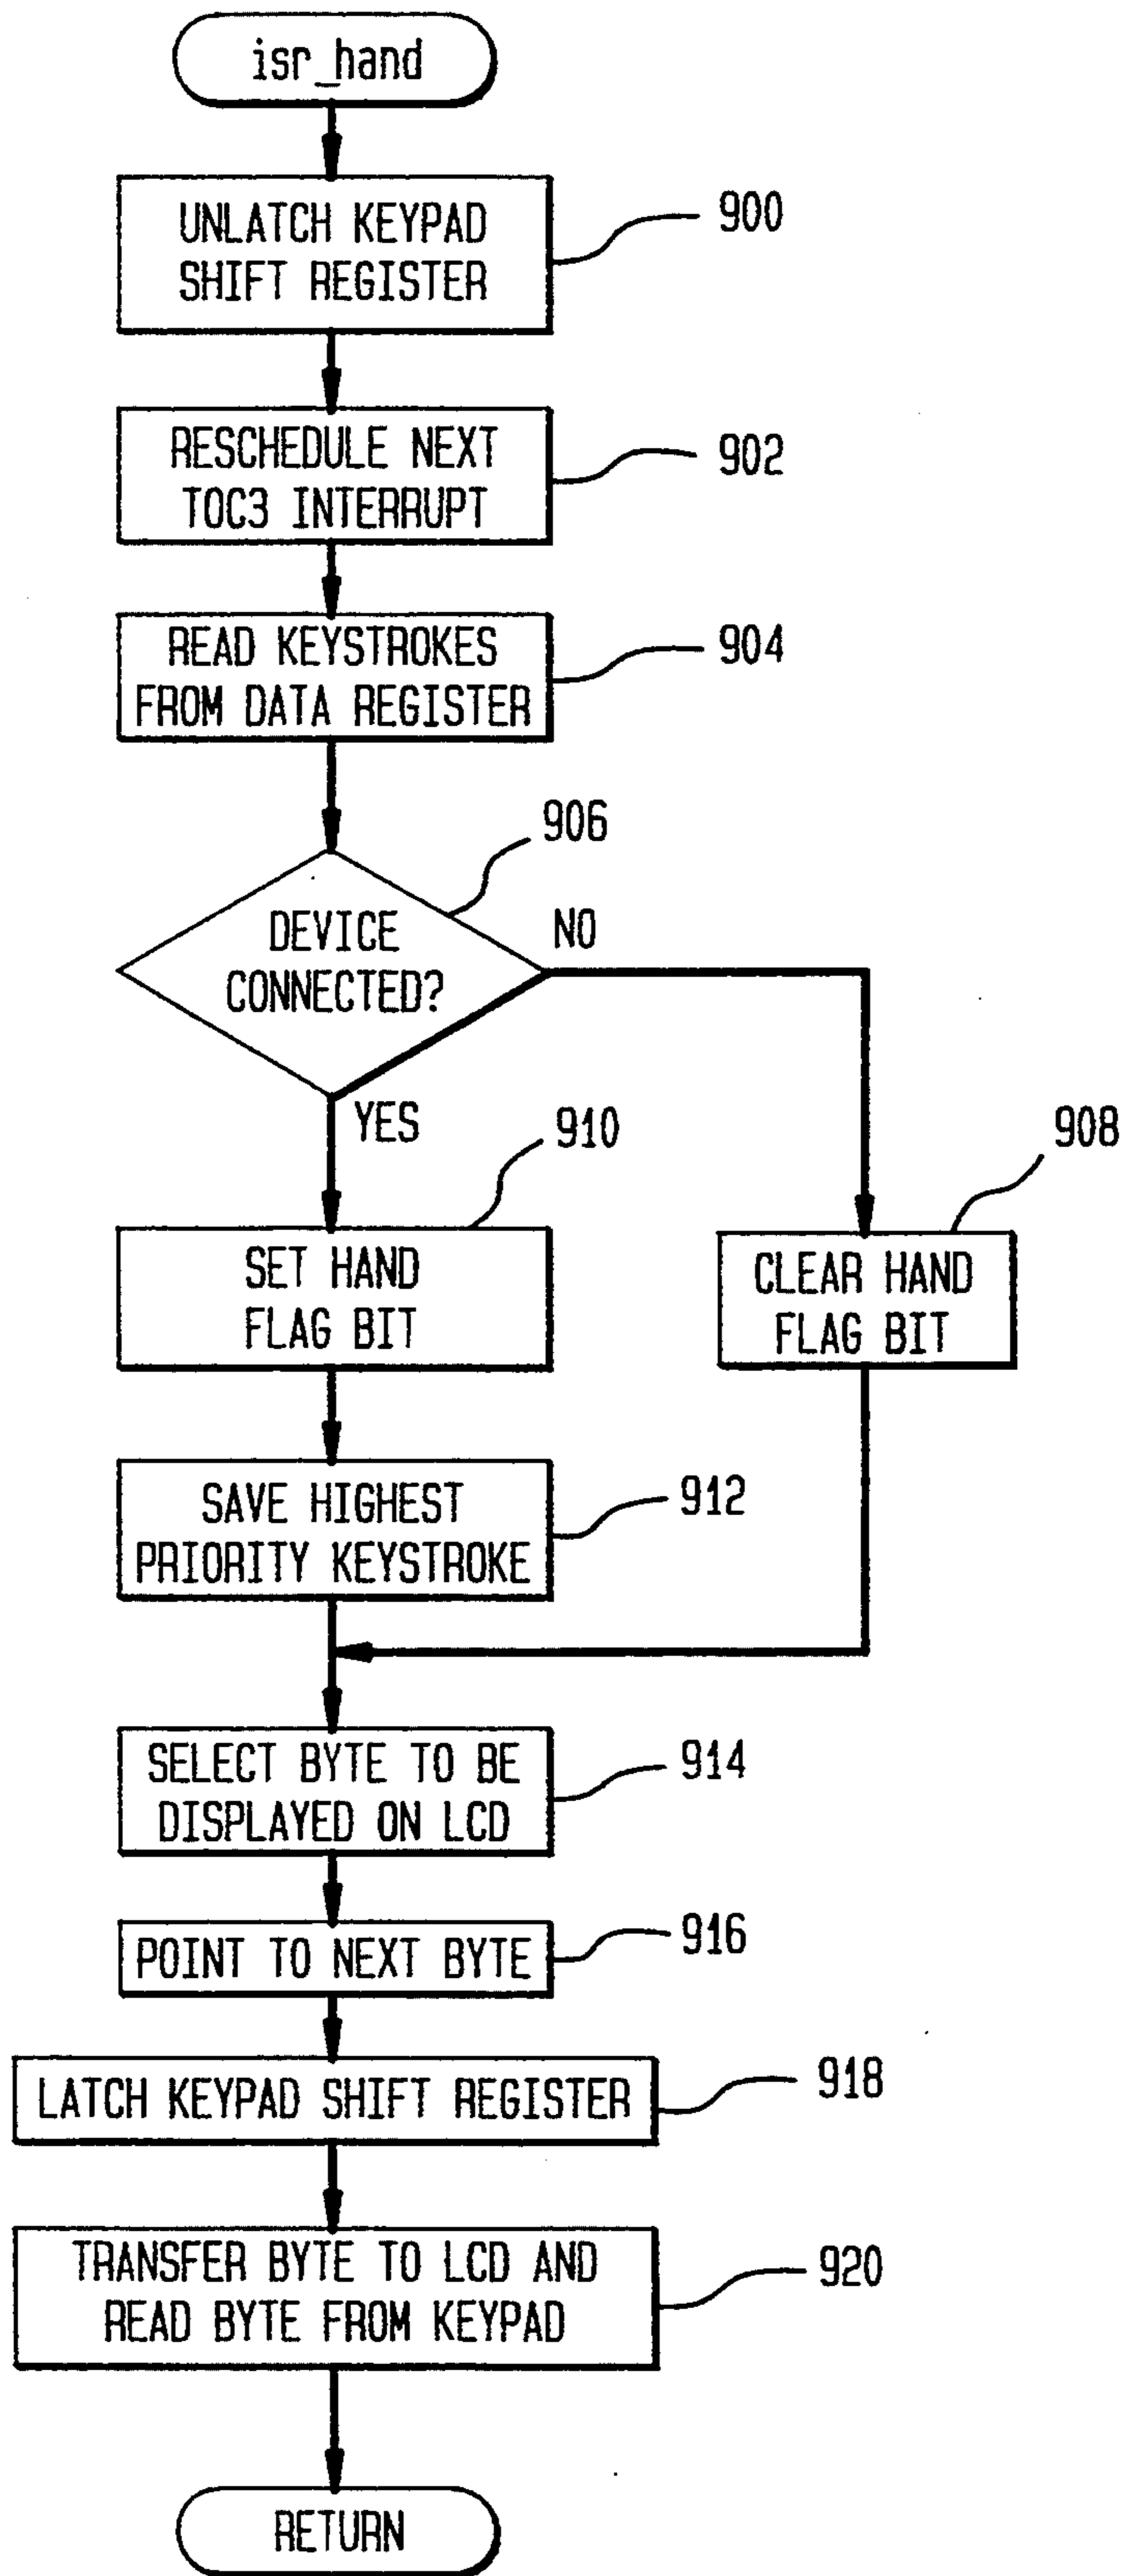 isr_hand
UNLATCH KEYPAD
SHIFT REGISTER
900
RESCHEDULE NEXT
TOC3 INTERRUPT
902
READ KEYSTROKES
FROM DATA REGISTER
904
906
DEVICE
CONNECTED?
NO
YES
910
908
SET HAND
FLAG BIT
CLEAR HAND
FLAG BIT
SAVE HIGHEST
PRIORITY KEYSTROKE
912
SELECT BYTE TO BE
DISPLAYED ON LCD
914
POINT TO NEXT BYTE
916
LATCH KEYPAD SHIFT REGISTER
918
TRANSFER BYTE TO LCD AND
READ BYTE FROM KEYPAD
920
RETURN